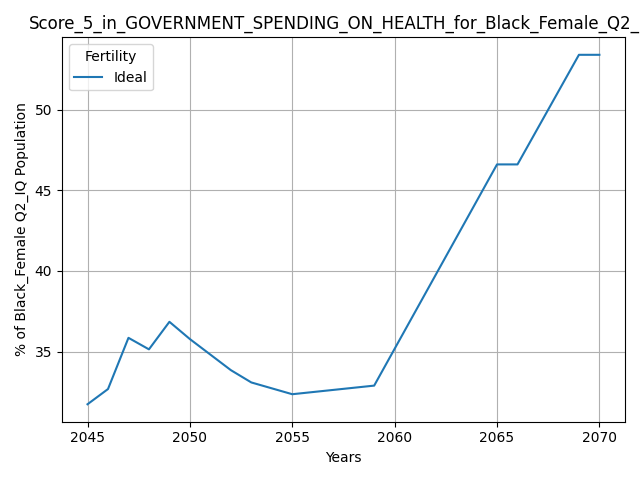 Score_5_in_GOVERNMENT_SPENDING_ON_HEALTH_for_Black_Female_Q2_
Fertility
Ideal
% of Black_Female Q2_IQ Population
50
45
40
35
2045
2050
2055
2060
2065
2070
Years